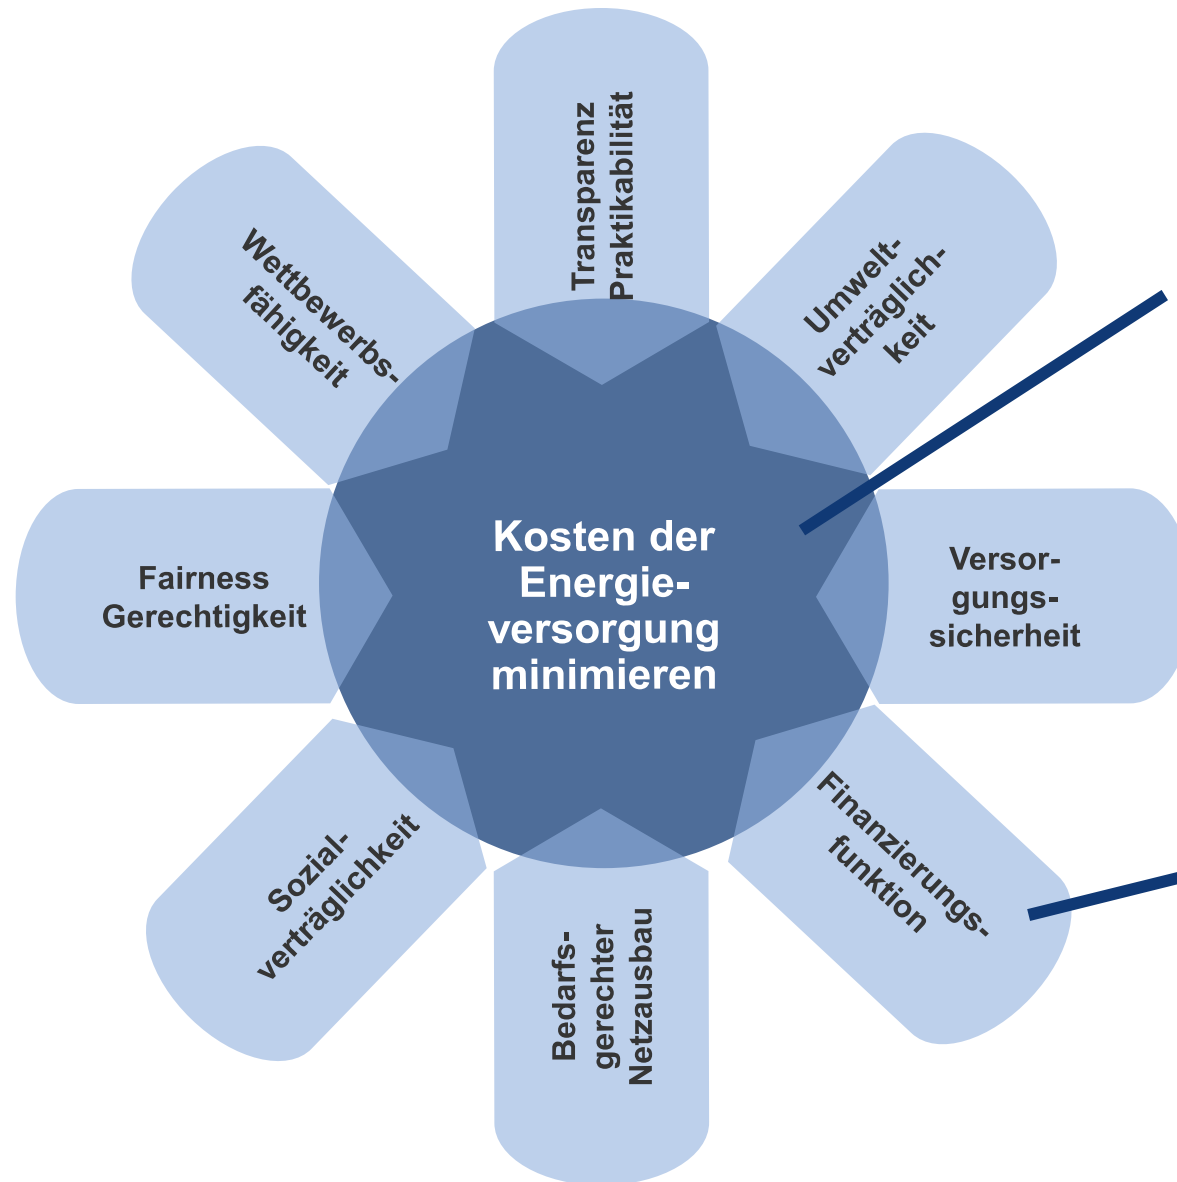 Transparenz
Praktikabilität
Umwelt-
verträglich-
keit
Wettbewerbs-
fähigkeit
Kosten der
Energie-
versorgung
minimieren
Versor-
gungs-
sicherheit
Fairness
Gerechtigkeit
Finanzierungs-
funktion
Sozial-
verträglichkeit
Bedarfs-
gerechter
Netzausbau